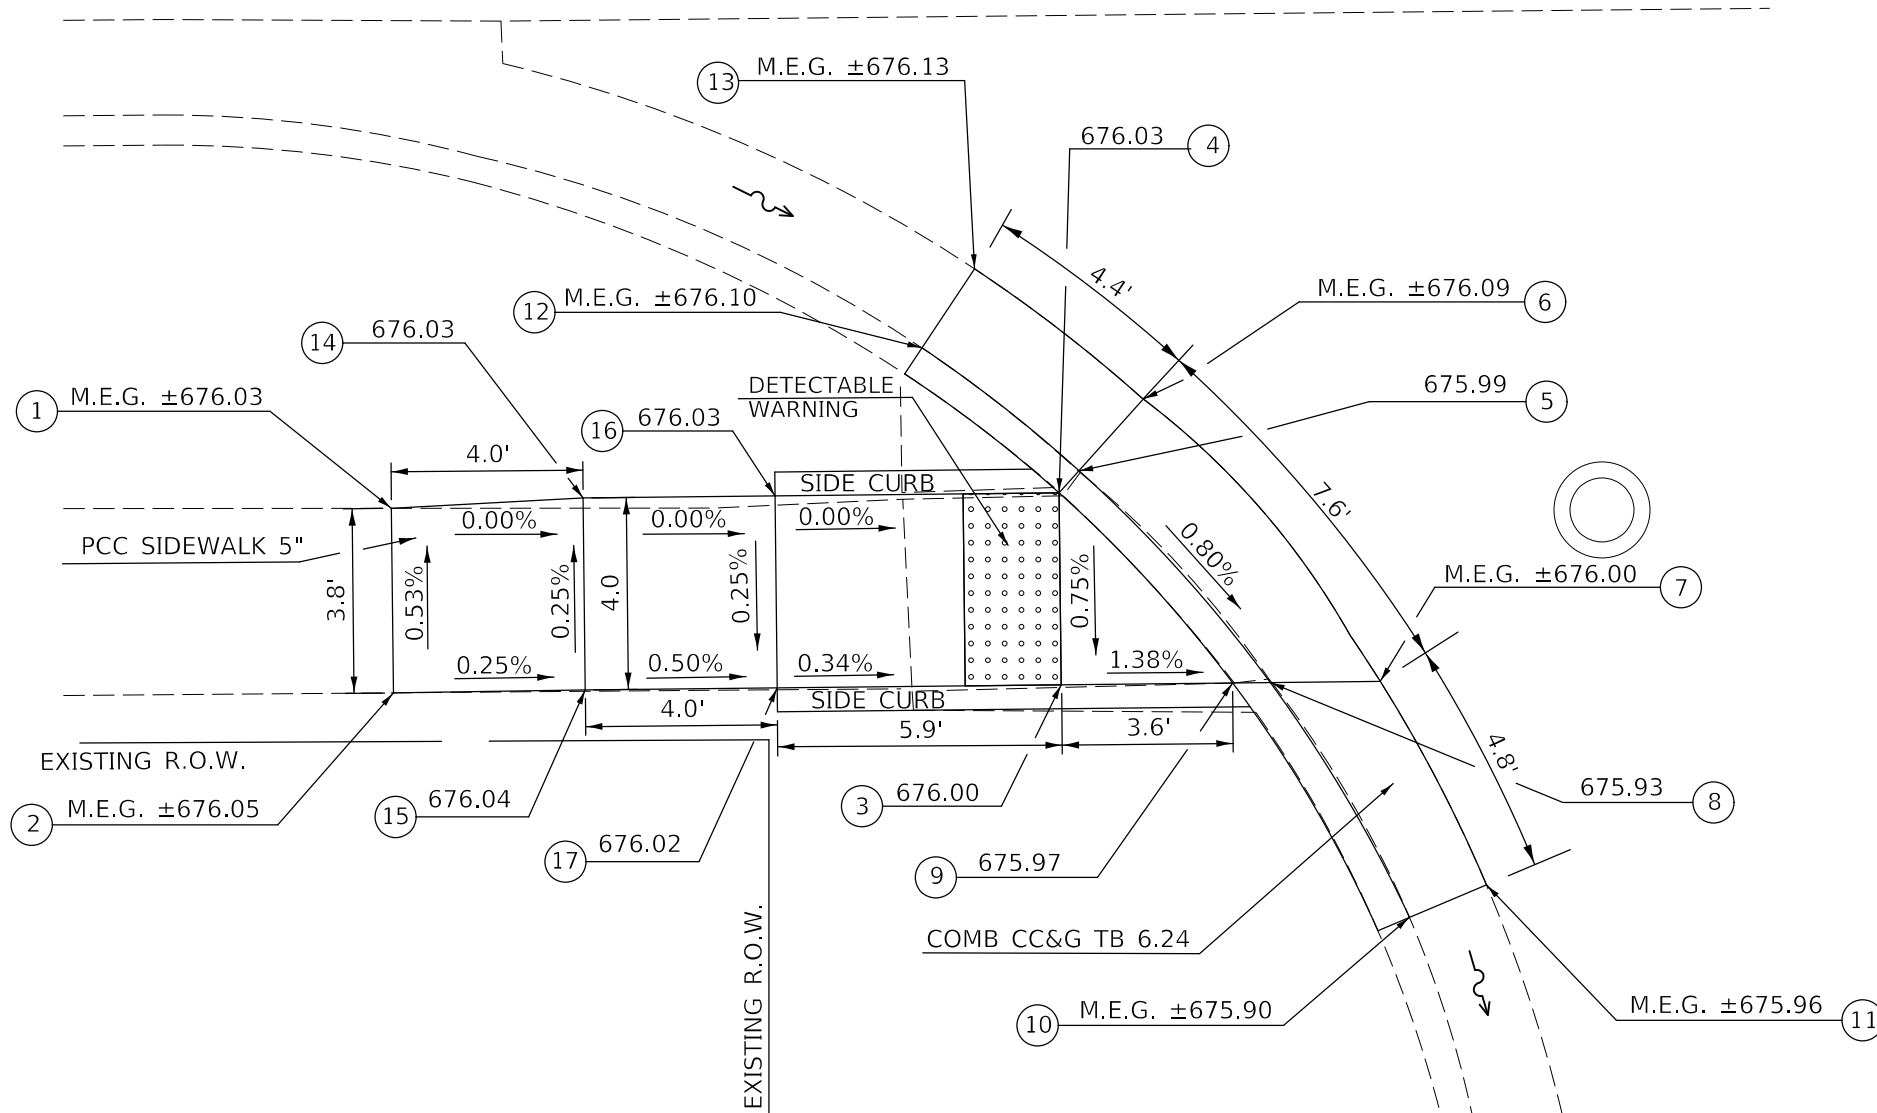 M.E.G. ±676.13
13
676.03
4
M.E.G. ±676.10
12
4.4'
M.E.G. ±676.09
6
676.03
14
DETECTABLE
WARNING
675.99
5
M.E.G. ±676.03
1
676.03
16
4.0'
SIDE CURB
7.6'
0.00%
0.00%
0.00%
0.80%
PCC SIDEWALK 5"
3.8'
0.53%
0.25%
4.0
0.25%
0.75%
M.E.G. ±676.00
7
0.25%
0.50%
0.34%
1.38%
SIDE CURB
4.0'
5.9'
3.6'
4.8'
EXISTING R.O.W.
M.E.G. ±676.05
2
676.04
15
676.00
3
675.93
8
676.02
17
675.97
9
EXISTING R.O.W.
COMB CC&G TB 6.24
M.E.G. ±675.90
10
M.E.G. ±675.96
11